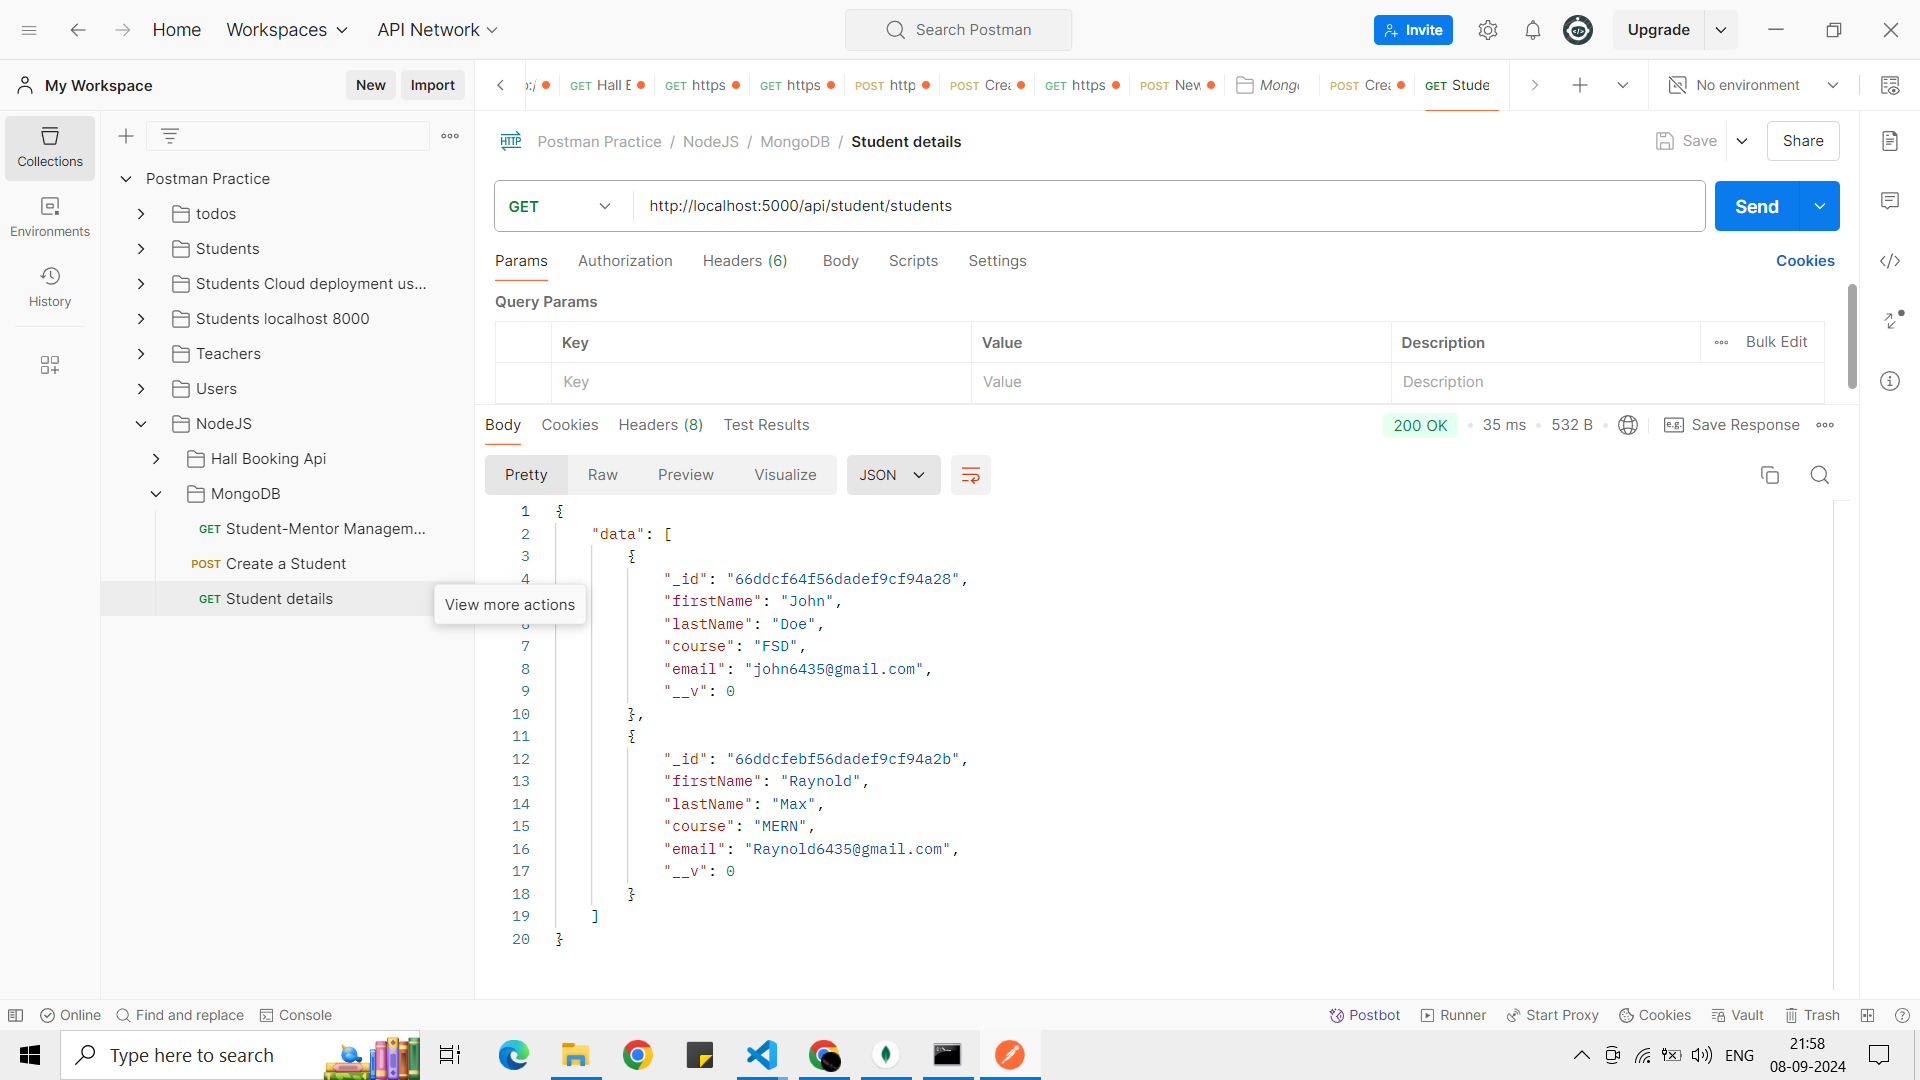 Home Workspaces API Network Search Postman Invite Upgrade
My Workspace New Import GET Hall E GET https GET https POST http POST Crea GET https POST New Mongo POST Crea GET Stude No environment
Collections
Environments
History
Postman Practice
todos
Students
Students Cloud deployment us...
Students localhost 8000
Teachers
Users
NodeJS
Hall Booking Api
MongoDB
GET Student-Mentor Managem...
POST Create a Student
GET Student details
View more actions
HTTP Postman Practice / NodeJS / MongoDB / Student details Save Share
GET http://localhost:5000/api/student/students Send
Params Authorization Headers (6) Body Scripts Settings Cookies
Query Params
Key Value Description Bulk Edit
Key Value Description
Body Cookies Headers (8) Test Results 200 OK 35 ms 532 B e.g. Save Response
Pretty Raw Preview Visualize JSON
1 {
2 "data": [
3 {
4 "_id": "66ddcf64f56dadef9cf94a28",
"firstName": "John",
6 "lastName": "Doe",
7 "course": "FSD",
8 "email": "john6435@gmail.com",
9 "__v": 0
10 },
11 {
12 "_id": "66ddcfebf56dadef9cf94a2b",
13 "firstName": "Raynold",
14 "lastName": "Max",
15 "course": "MERN",
16 "email": "Raynold6435@gmail.com",
17 "__v": 0
18 }
19 ]
20 }
Online Find and replace Console Postbot Runner Start Proxy Cookies Vault Trash
Type here to search ENG 21:58
08-09-2024